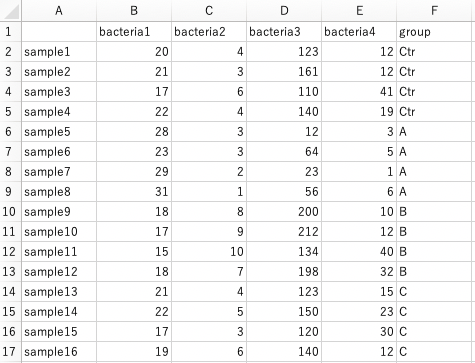 A B C D E F
1 bacteria1 bacteria2 bacteria3 bacteria4 group
2 sample1 20 4 123 12 Ctr
3 sample2 21 3 161 12 Ctr
4 sample3 17 6 110 41 Ctr
5 sample4 22 4 140 19 Ctr
6 sample5 28 3 12 3 A
7 sample6 23 3 64 5 A
8 sample7 29 2 23 1 A
9 sample8 31 1 56 6 A
10 sample9 18 8 200 10 B
11 sample10 17 9 212 12 B
12 sample11 15 10 134 40 B
13 sample12 18 7 198 32 B
14 sample13 21 4 123 15 C
15 sample14 22 5 150 23 C
16 sample15 17 3 120 30 C
17 sample16 19 6 140 12 C